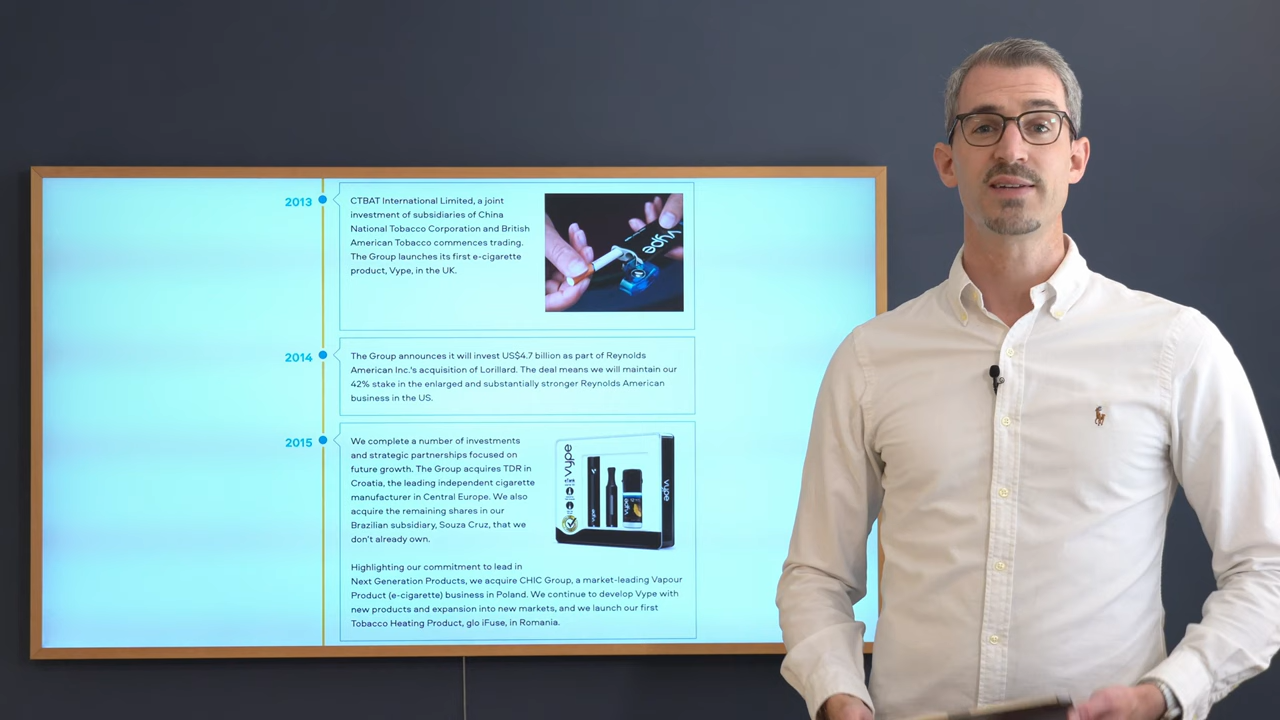 2013
CTBAT International Limited, a joint
investment of subsidiaries of China
National Tobacco Corporation and British
American Tobacco commences trading.
The Group launches its first e-cigarette
product, Vype, in the UK.
vype
2014
The Group announces it will invest US$4.7 billion as part of Reynolds
American Inc.'s acquisition of Lorillard. The deal means we will maintain our
42% stake in the enlarged and substantially stronger Reynolds American
business in the US.
2015
We complete a number of investments
and strategic partnerships focused on
future growth. The Group acquires TDR in
Croatia, the leading independent cigarette
manufacturer in Central Europe. We also
acquire the remaining shares in our
Brazilian subsidiary, Souza Cruz, that we
don't already own.
vype
vype
vype
Highlighting our commitment to lead in
Next Generation Products, we acquire CHIC Group, a market-leading Vapour
Product (e-cigarette) business in Poland. We continue to develop Vype with
new products and expansion into new markets, and we launch our first
Tobacco Heating Product, glo iFuse, in Romania.